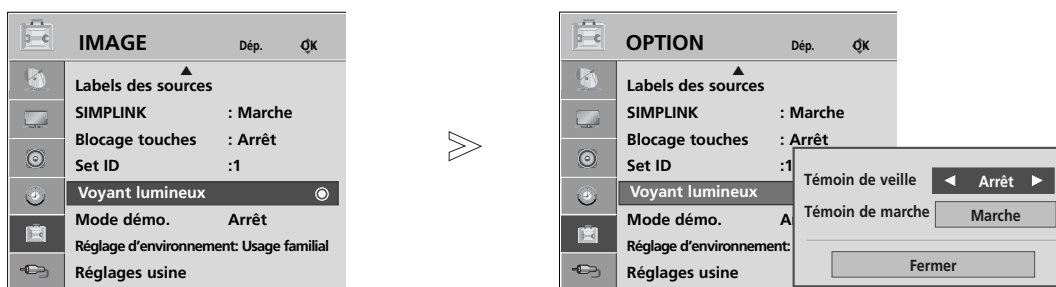 IMAGE Dép. OK
Labels des sources
SIMPLINK : Marche
Blocage touches : Arrêt
Set ID :1
Voyant lumineux
Mode démo. Arrêt
Réglage d'environnement: Usage familial
Réglages usine
OPTION Dép. OK
Labels des sources
SIMPLINK : Marche
Blocage touches : Arrêt
Set ID :1
Voyant lumineux
Mode démo. A
Réglage d'environnement:
Réglages usine
Témoin de veille ◄ Arrêt ►
Témoin de marche Marche
Fermer